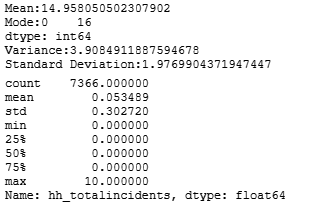 Mean:14.958050502307902
Mode:0    16
dtype: int64
Variance:3.9084911887594678
Standard Deviation:1.9769904371947447
count    7366.000000
mean        0.053489
std         0.302720
min         0.000000
25%         0.000000
50%         0.000000
75%         0.000000
max        10.000000
Name: hh_totalincidents, dtype: float64